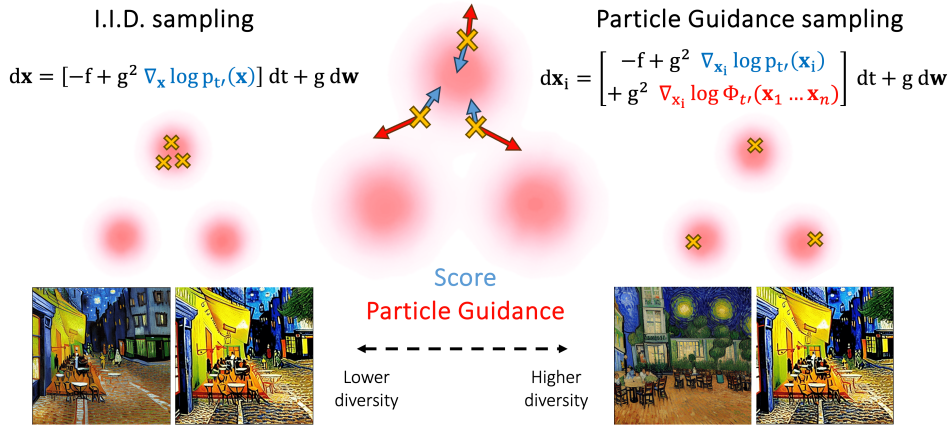 I.I.D. sampling
dx = [−f + g² ∇ₓ log pₜ′(x)] dt + g dw
Particle Guidance sampling
dxᵢ = [−f + g² ∇ₓᵢ log pₜ′(xᵢ)
+ g² ∇ₓᵢ log Φₜ′(x₁ … xₙ)] dt + g dw
Score
Particle Guidance
Lower
diversity
Higher
diversity